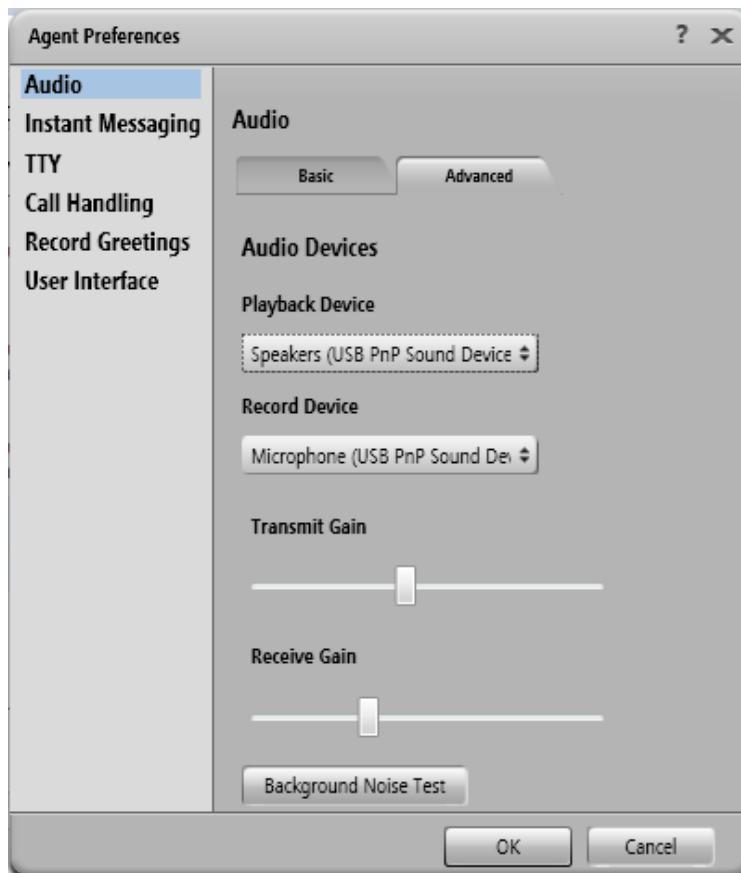 Agent Preferences
?
Audio
Instant Messaging
TTY
Call Handling
Record Greetings
User Interface
Audio
Basic
Advanced
Audio Devices
Playback Device
Speakers (USB PnP Sound Device
Record Device
Microphone (USB PnP Sound Dev
Transmit Gain
Receive Gain
Background Noise Test
OK
Cancel